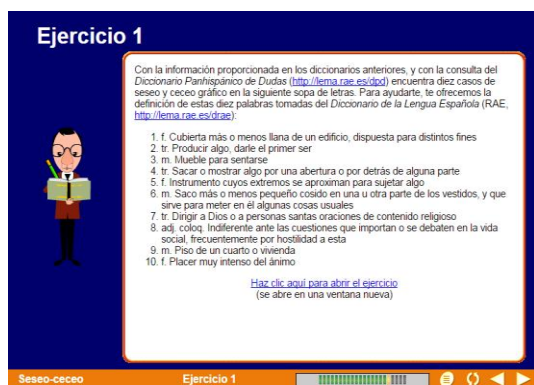 Ejercicio 1
Con la información proporcionada en los diccionarios anteriores, y con la consulta del
Diccionario Panhispánico de Dudas (http://lema.rae.es/dpd) encuentra diez casos de
seseo y ceceo gráfico en la siguiente sopa de letras. Para ayudarte, te ofrecemos la
definición de estas diez palabras tomadas del Diccionario de la Lengua Española (RAE,
http://lema.rae.es/drae):
1. f. Cubierta más o menos llana de un edificio, dispuesta para distintos fines
2. tr. Producir algo, darle el primer ser
3. m. Mueble para sentarse
4. tr. Sacar o mostrar algo por una abertura o por detrás de alguna parte
5. f. Instrumento cuyos extremos se aproximan para sujetar algo
6. m. Saco más o menos pequeño cosido en una u otra parte de los vestidos, y que
sirve para meter en él algunas cosas usuales
7. tr. Dirigir a Dios o a personas santas oraciones de contenido religioso
8. adj. coloq. Indiferente ante las cuestiones que importan o se debaten en la vida
social, frecuentemente por hostilidad a esta
9. m. Piso de un cuarto o vivienda
10. f. Placer muy intenso del ánimo
Haz clic aquí para abrir el ejercicio
(se abre en una ventana nueva)
Seseo-ceceo Ejercicio 1